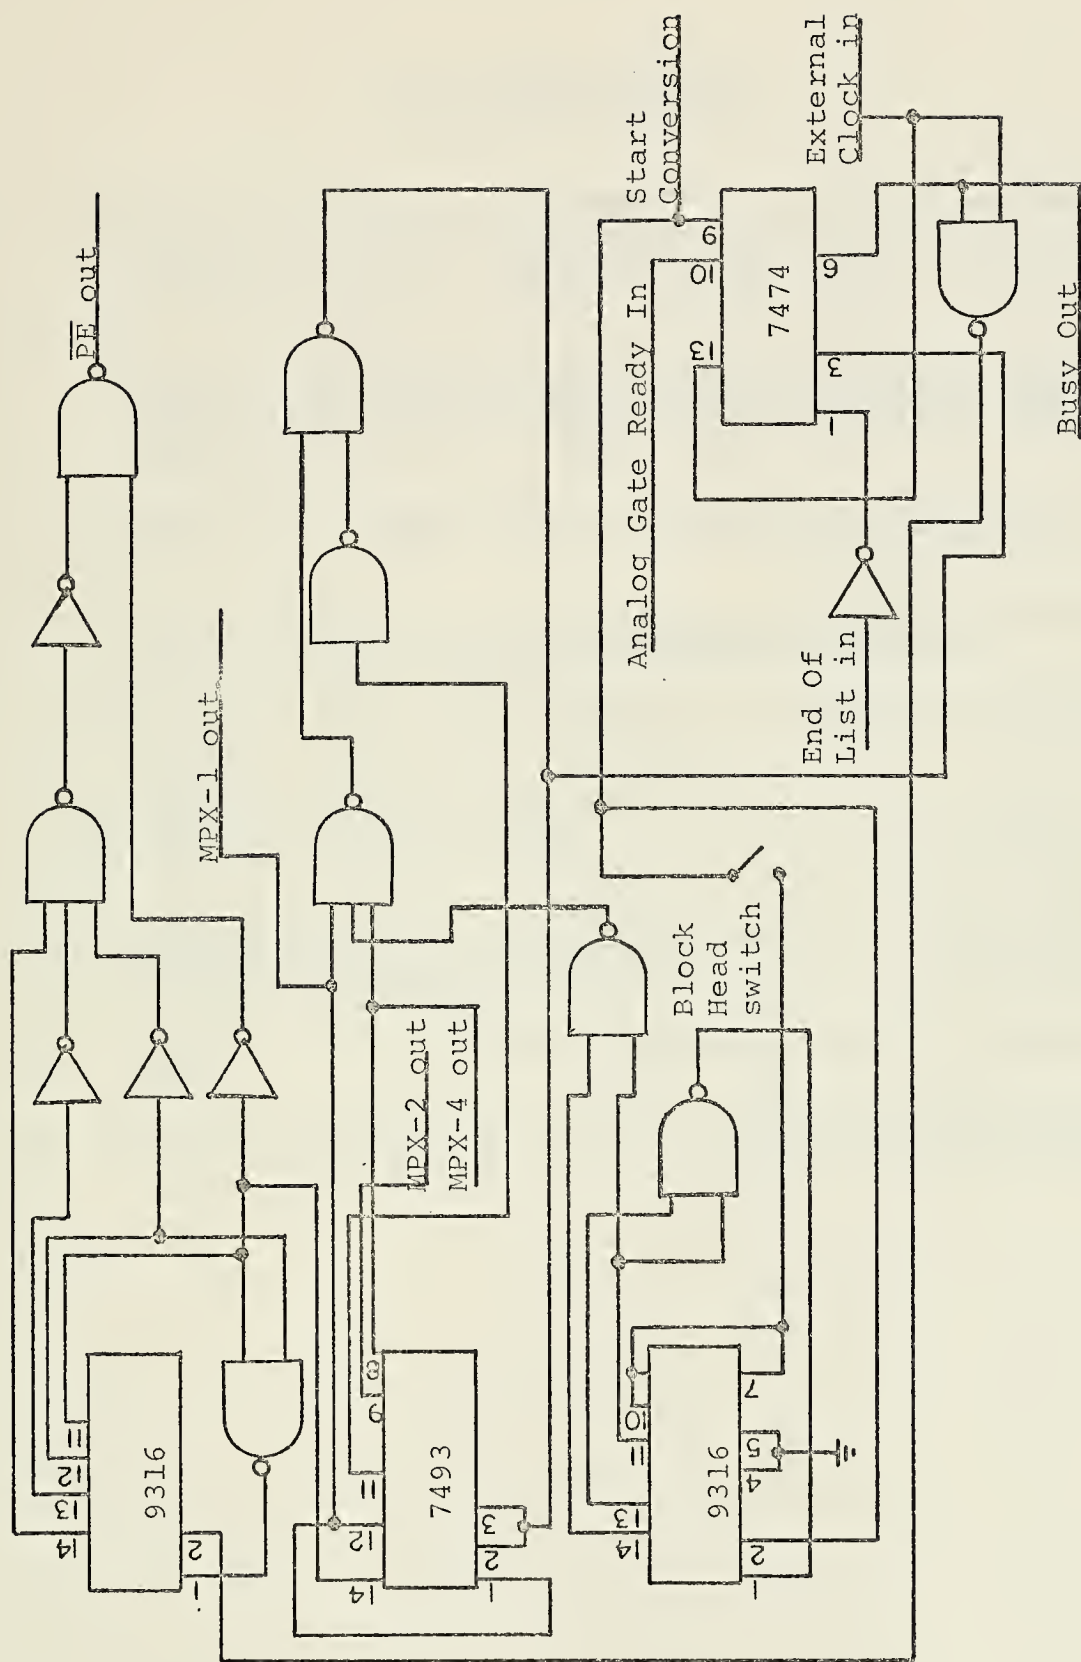 PE out
MPX-1 out
Start
Conversion
External
Clock in
Analog Gate Ready In
13
10
9
7474
1
3
6
End Of
List in
Busy Out
MPX-2 out
MPX-4 out
Block
Head
switch
14
13
12
11
9316
1
2
14
12
11
9
8
7493
1
2
3
14
13
11
10
9316
1
2
4
5
7